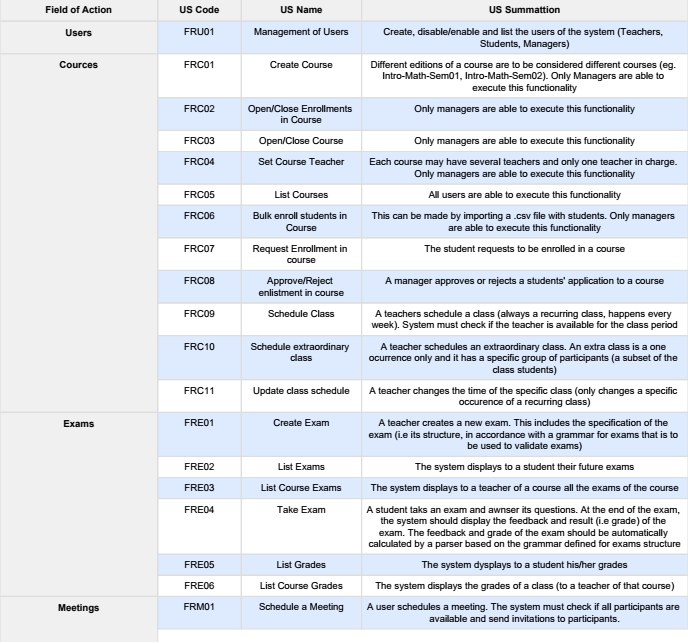 Field of Action US Code US Name US Summattion
Users FRU01 Management of Users Create, disable/enable and list the users of the system (Teachers,
Students, Managers)
Cources FRC01 Create Course Different editions of a course are to be considered different courses (eg.
Intro-Math-Sem01, Intro-Math-Sem02). Only Managers are able to
execute this functionality
FRC02 Open/Close Enrollments Only managers are able to execute this functionality
in Course
FRC03 Open/Close Course Only managers are able to execute this functionality
FRC04 Set Course Teacher Each course may have several teachers and only one teacher in charge.
Only managers are able to execute this functionality
FRC05 List Courses All users are able to execute this functionality
FRC06 Bulk enroll students in This can be made by importing a .csv file with students. Only managers
Course are able to execute this functionality
FRC07 Request Enrollment in The student requests to be enrolled in a course
course
FRC08 Approve/Reject A manager approves or rejects a students' application to a course
enlistment in course
FRC09 Schedule Class A teachers schedule a class (always a recurring class, happens every
week). System must check if the teacher is available for the class period
FRC10 Schedule extraordinary A teacher schedules an extraordinary class. An extra class is a one
class ocurrence only and it has a specific group of participants (a subset of the
class students)
FRC11 Update class schedule A teacher changes the time of the specific class (only changes a specific
occurence of a recurring class)
Exams FRE01 Create Exam A teacher creates a new exam. This includes the specification of the
exam (i.e its structure, in accordance with a grammar for exams that is to
be used to validate exams)
FRE02 List Exams The system displays to a student their future exams
FRE03 List Course Exams The system displays to a teacher of a course all the exams of the course
FRE04 Take Exam A student taks an exam and awnser its questions. At the end of the exam,
the system should display the feedback and result (i.e grade) of the
exam. The feedback and grade of the exam should be automatically
calculated by a parser based on the grammar defined for exams structure
FRE05 List Grades The system dysplays to a student his/her grades
FRE06 List Course Grades The system displays the grades of a class (to a teacher of that course)
Meetings FRM01 Schedule a Meeting A user schedules a meeting. The system must check if all participants are
available and send invitations to participants.